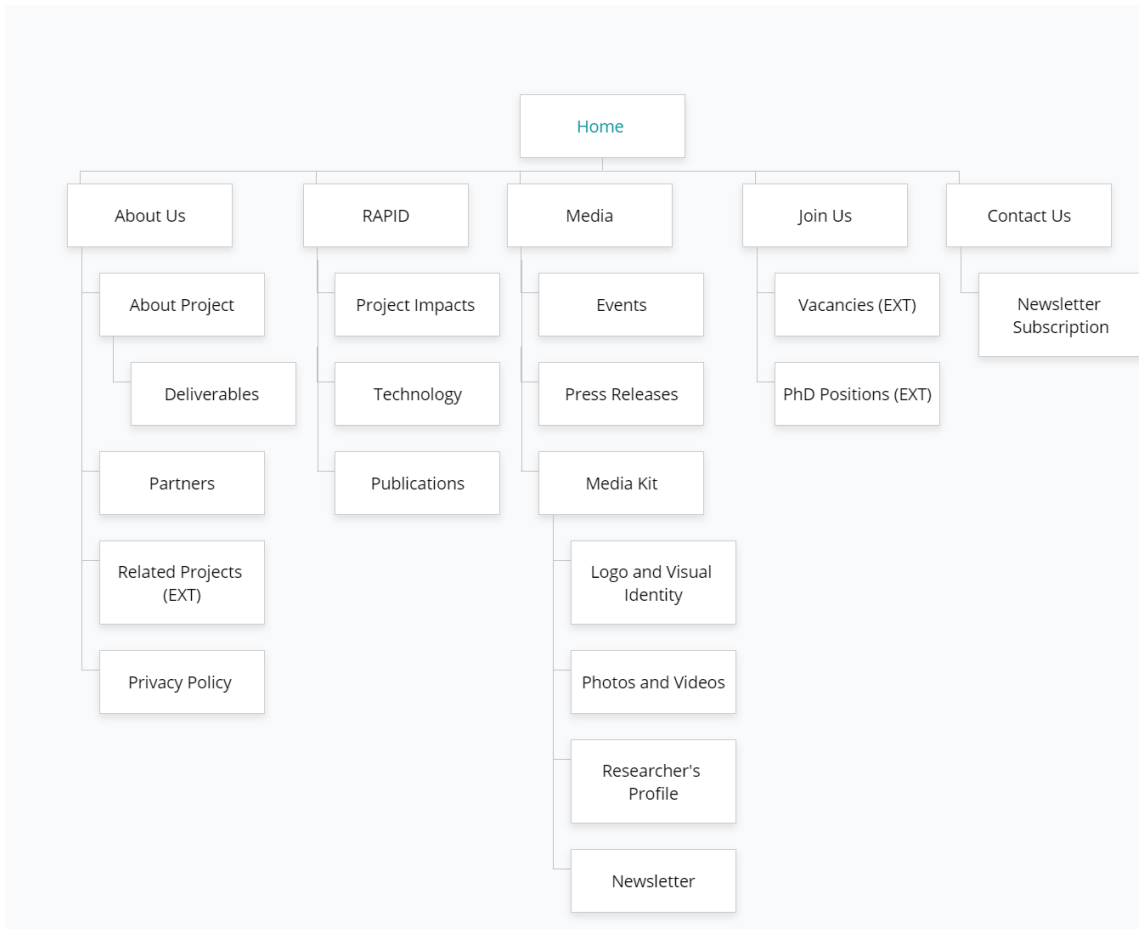 Home
About Us
RAPID
Media
Join Us
Contact Us
About Project
Project Impacts
Events
Vacancies (EXT)
Newsletter
Subscription
Deliverables
Technology
Press Releases
PhD Positions (EXT)
Partners
Publications
Media Kit
Related Projects
(EXT)
Logo and Visual
Identity
Privacy Policy
Photos and Videos
Researcher's
Profile
Newsletter